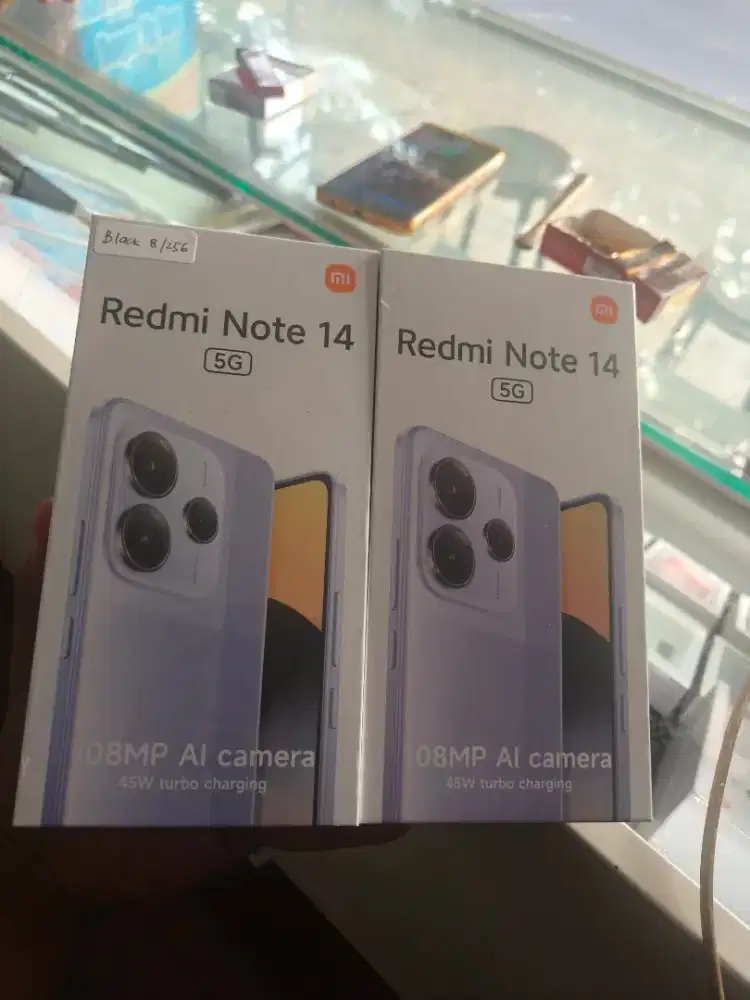 Black 8/256
mi
Redmi Note 14
5G
08MP AI camera
45W turbo charging
mi
Redmi Note 14
5G
08MP AI camera
45W turbo charging